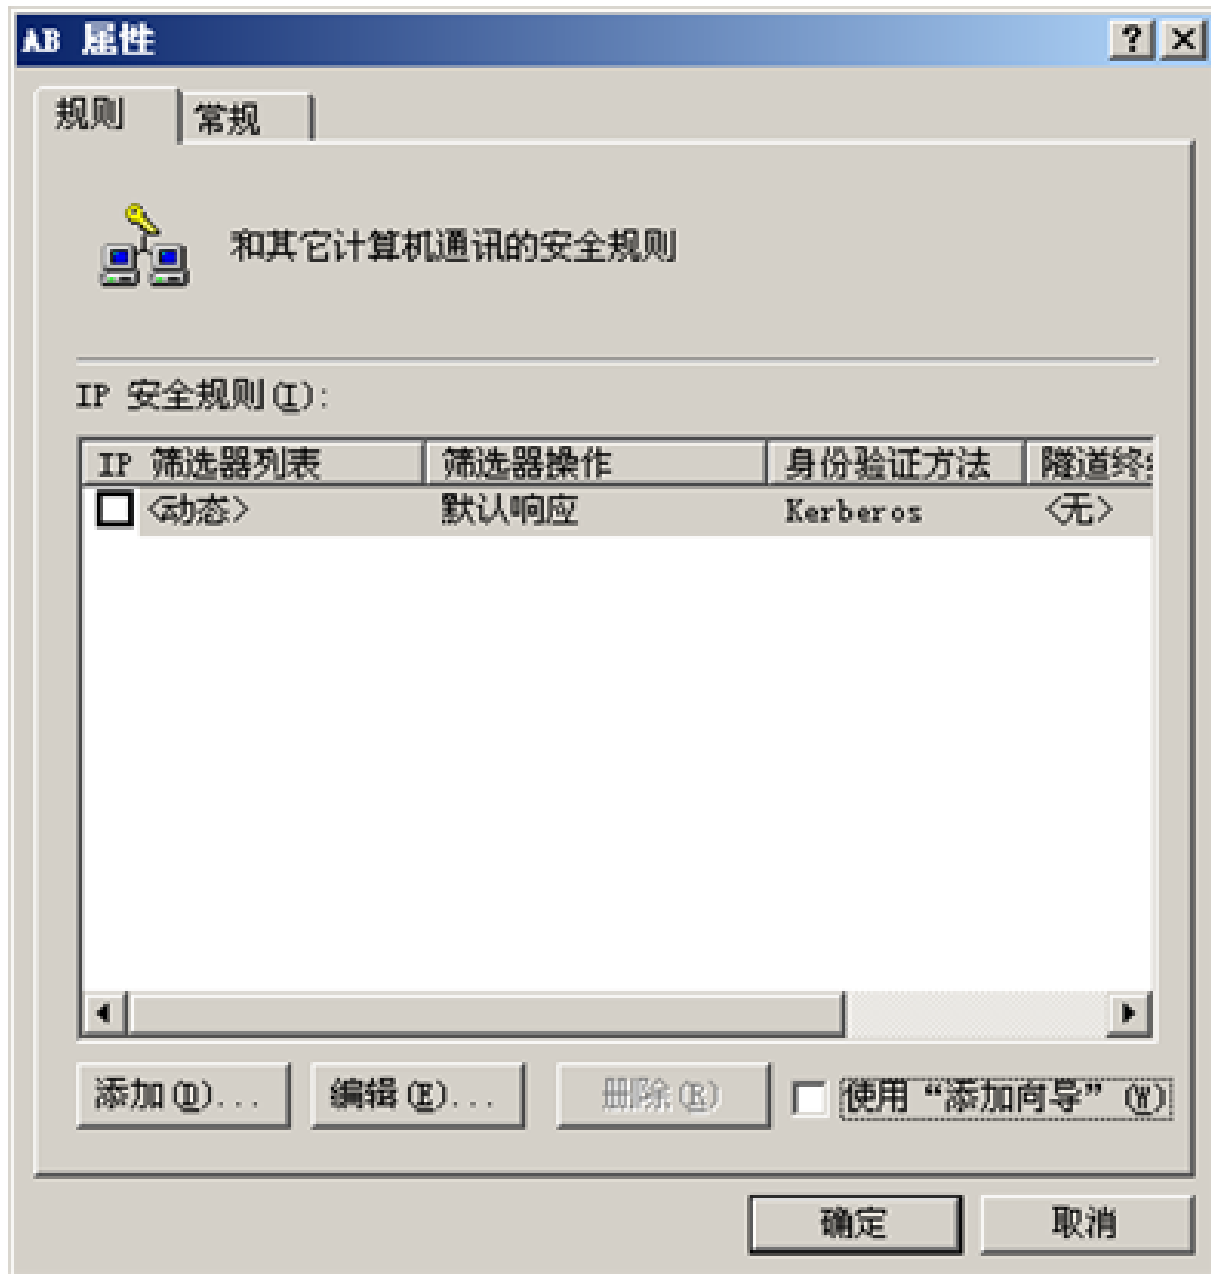 AB 属性
规则 常规
和其它计算机通讯的安全规则
IP 安全规则(I):
IP 筛选器列表 筛选器操作 身份验证方法 隧道终
<动态> 默认响应 Kerberos <无>
添加(D)... 编辑(E)... 删除(R) 使用“添加向导”(W)
确定 取消